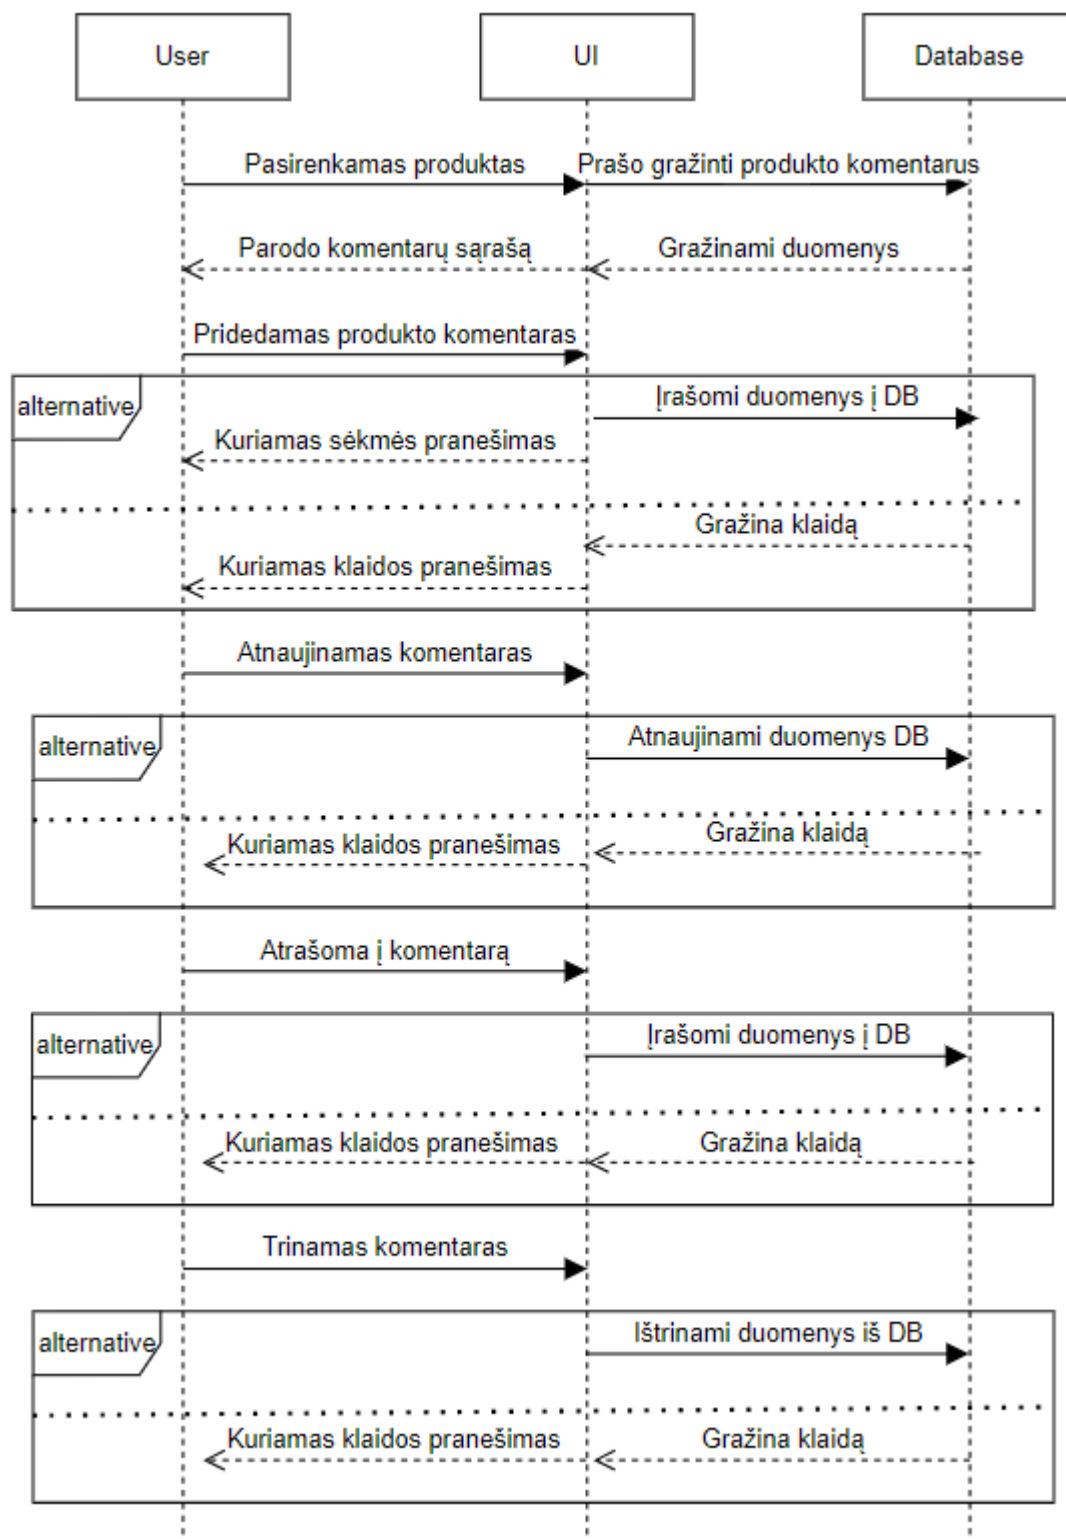 User
UI
Database
Pasirenkamas produktas
Prašo gražinti produkto komentarus
Parodo komentarų sąrašą
Gražinami duomenys
Pridedamas produkto komentaras
alternative
Įrašomi duomenys į DB
Kuriamas sėkmės pranešimas
Gražina klaidą
Kuriamas klaidos pranešimas
Atnaujinamas komentaras
alternative
Atnaujinami duomenys DB
Kuriamas klaidos pranešimas
Gražina klaidą
Atrašoma į komentarą
alternative
Įrašomi duomenys į DB
Kuriamas klaidos pranešimas
Gražina klaidą
Trinamas komentaras
alternative
Ištrinami duomenys iš DB
Kuriamas klaidos pranešimas
Gražina klaidą